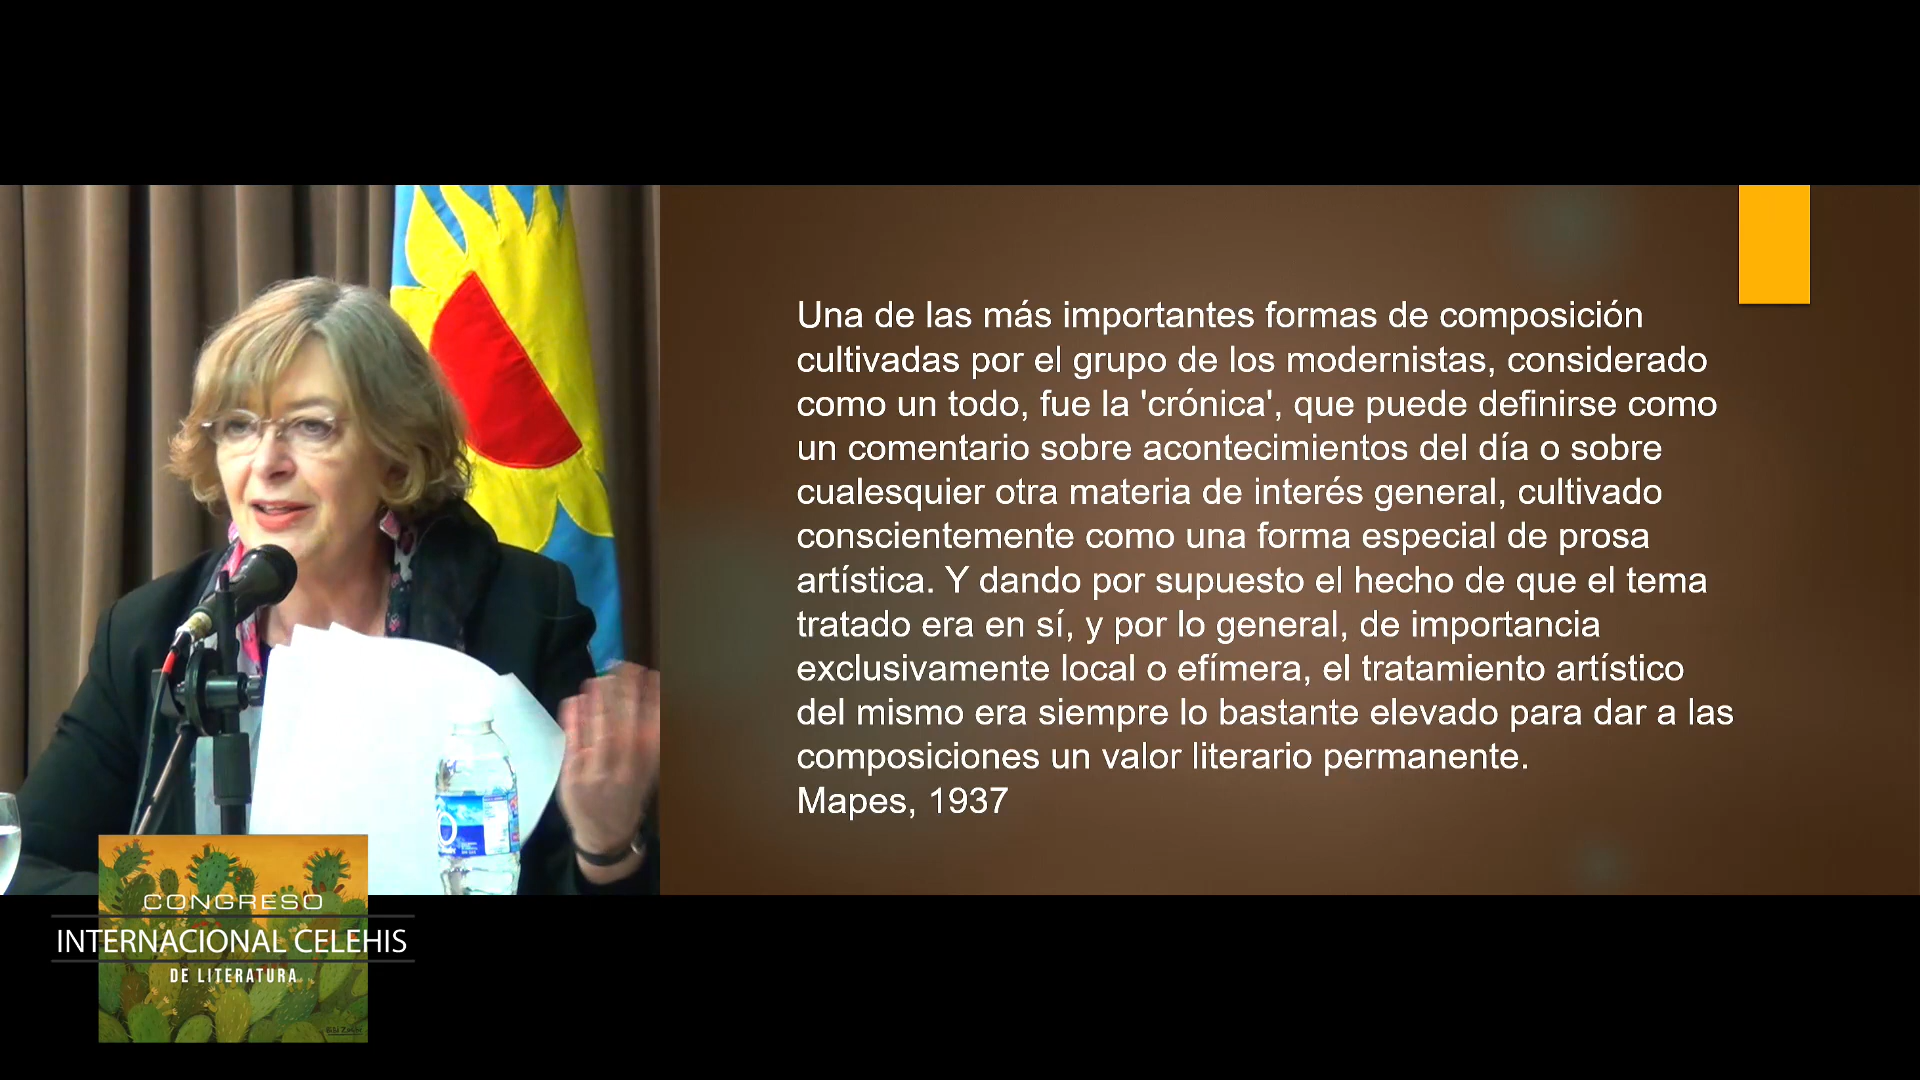 Una de las más importantes formas de composición
cultivadas por el grupo de los modernistas, considerado
como un todo, fue la 'crónica', que puede definirse como
un comentario sobre acontecimientos del día o sobre
cualesquier otra materia de interés general, cultivado
conscientemente como una forma especial de prosa
artística. Y dando por supuesto el hecho de que el tema
tratado era en sí, y por lo general, de importancia
exclusivamente local o efímera, el tratamiento artístico
del mismo era siempre lo bastante elevado para dar a las
composiciones un valor literario permanente.
Mapes, 1937
CONGRESO
INTERNACIONAL CELEHIS
DE LITERATURA